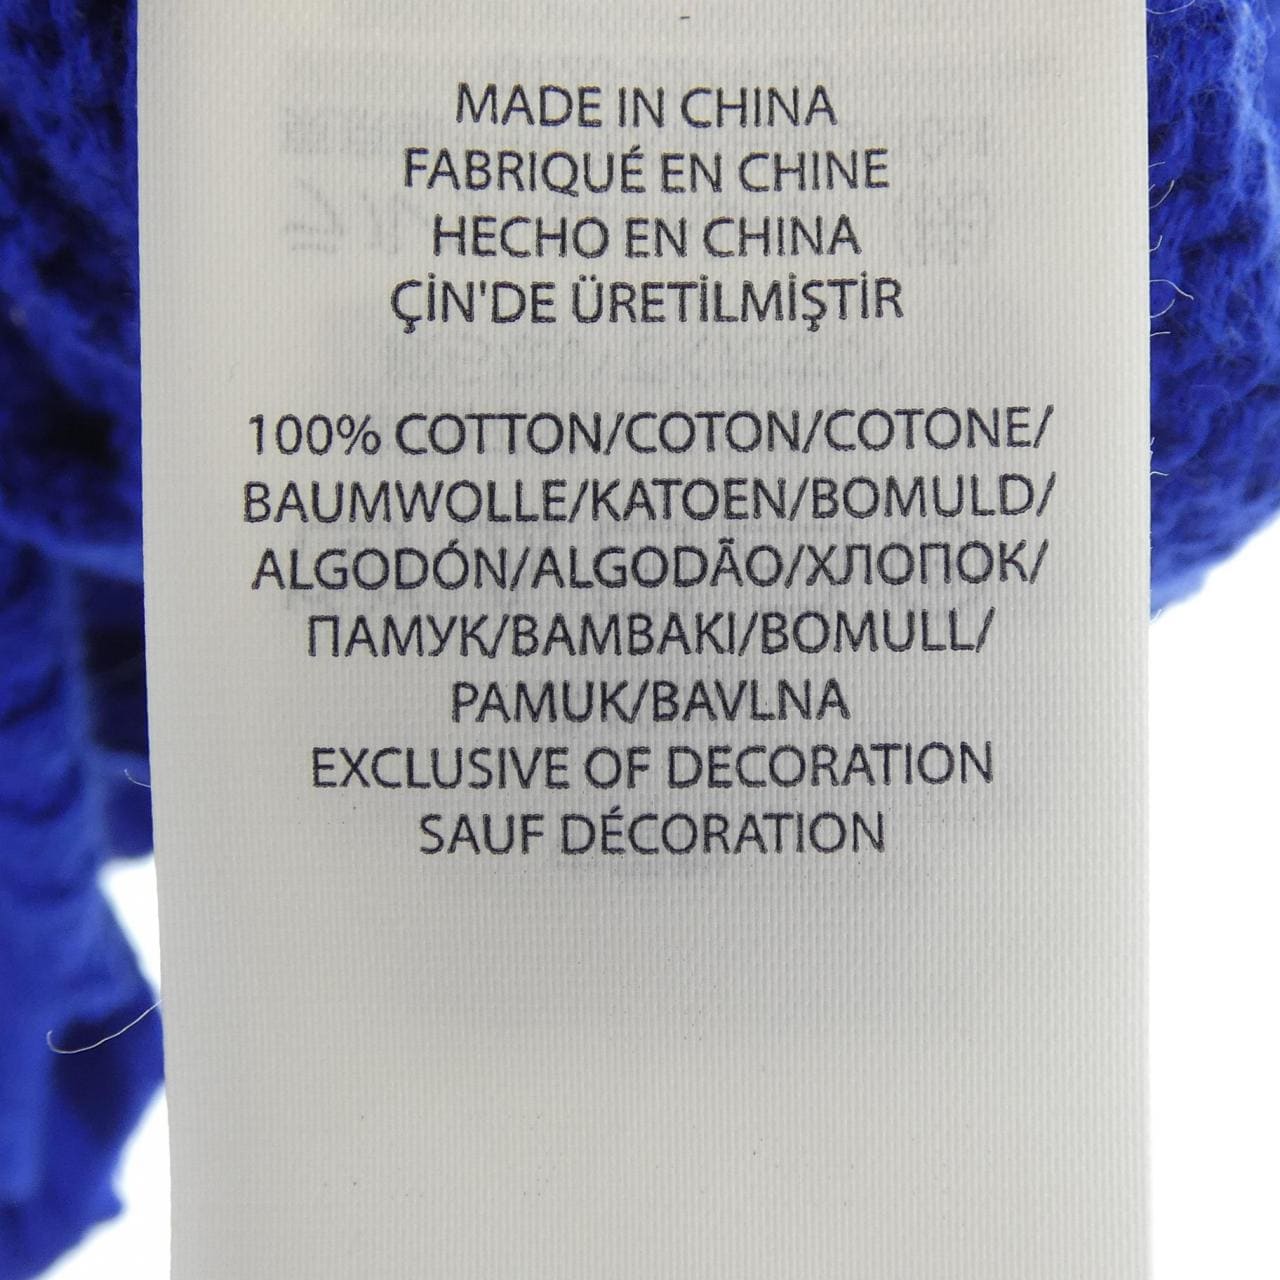 MADE IN CHINA
FABRIQUÉ EN CHINE
HECHO EN CHINA
ÇİN'DE ÜRETİLMİŞTİR
100% COTTON/COTON/COTONE/
BAUMWOLLE/KATOEN/BOMULD/
ALGODÓN/ALGODÃO/ХЛОПОК/
ПАМУК/BAMBAKI/BOMULL/
PAMUK/BAVLNA
EXCLUSIVE OF DECORATION
SAUF DÉCORATION